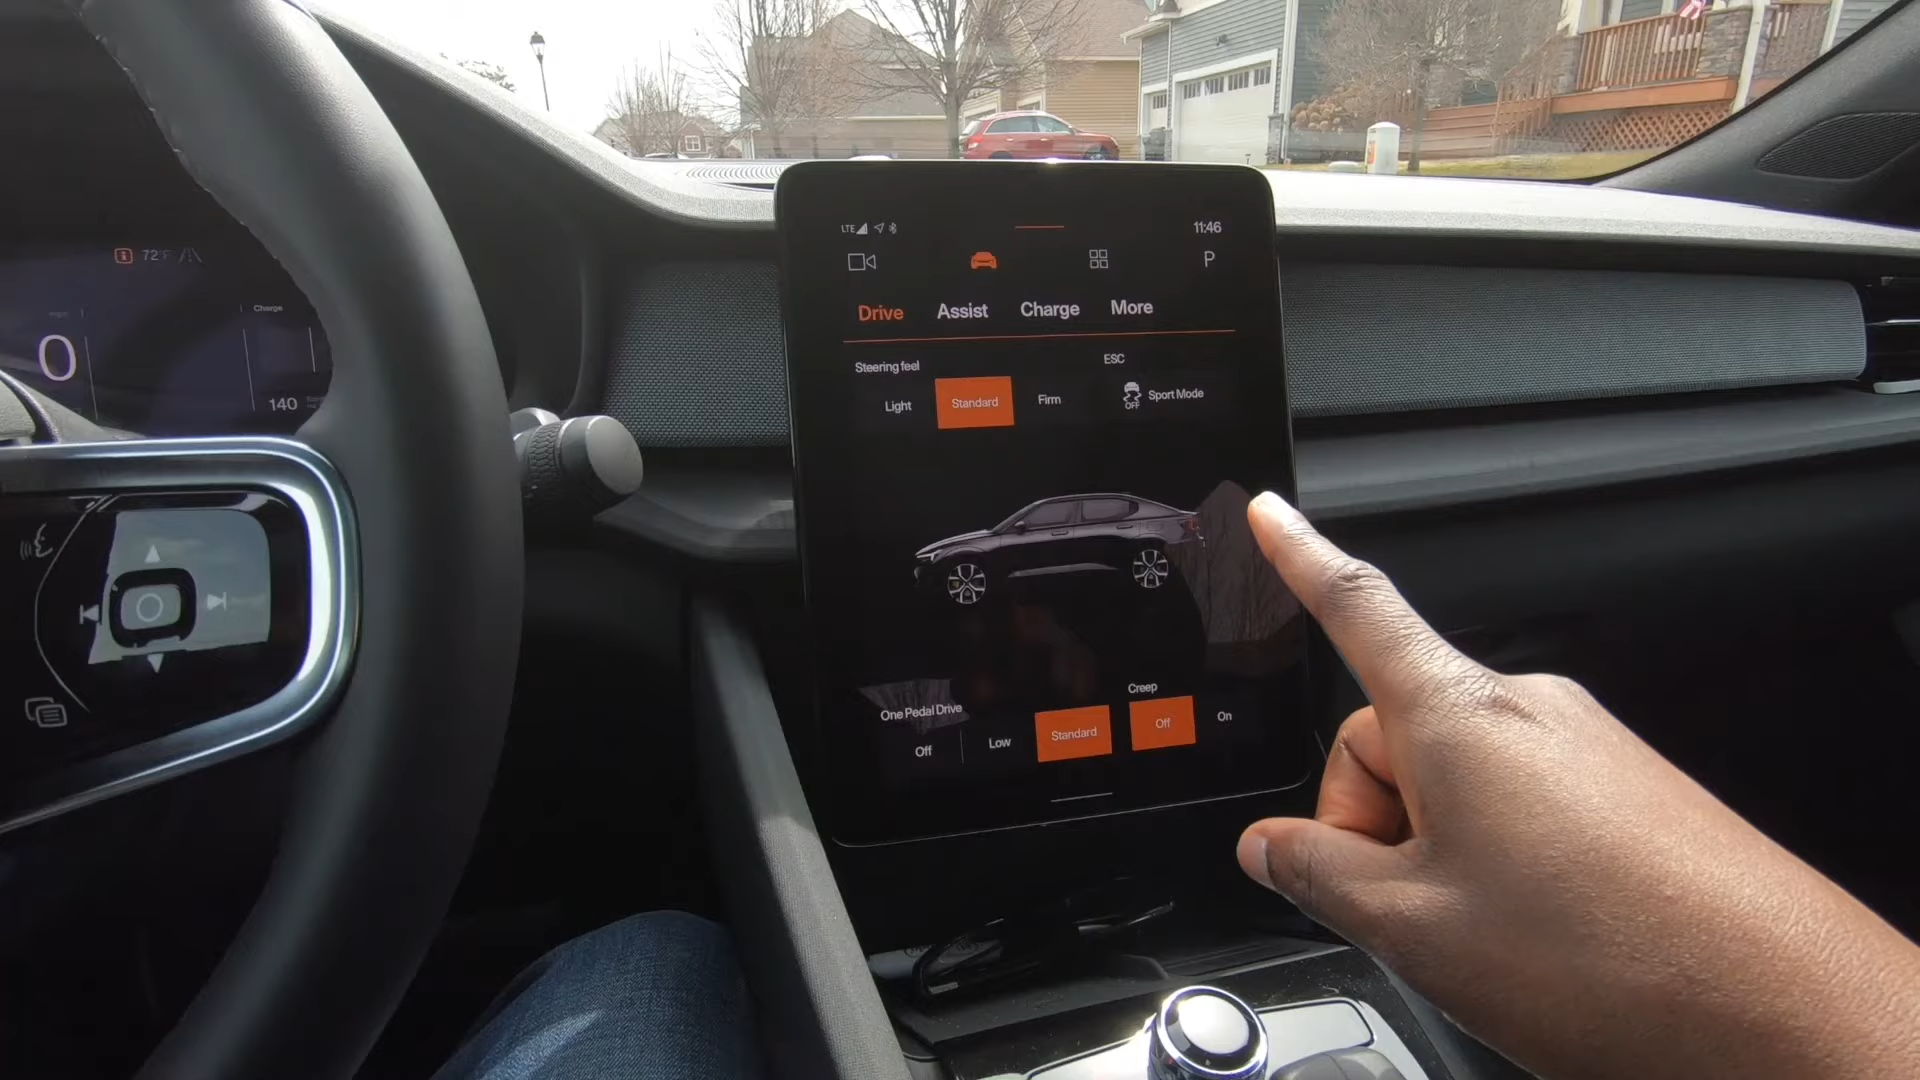 LTE 11:46
P
Drive Assist Charge More
Steering feel ESC
Light Standard Firm OFF Sport Mode
One Pedal Drive Creep
Off Low Standard Off On
72°F
Charge
0
140